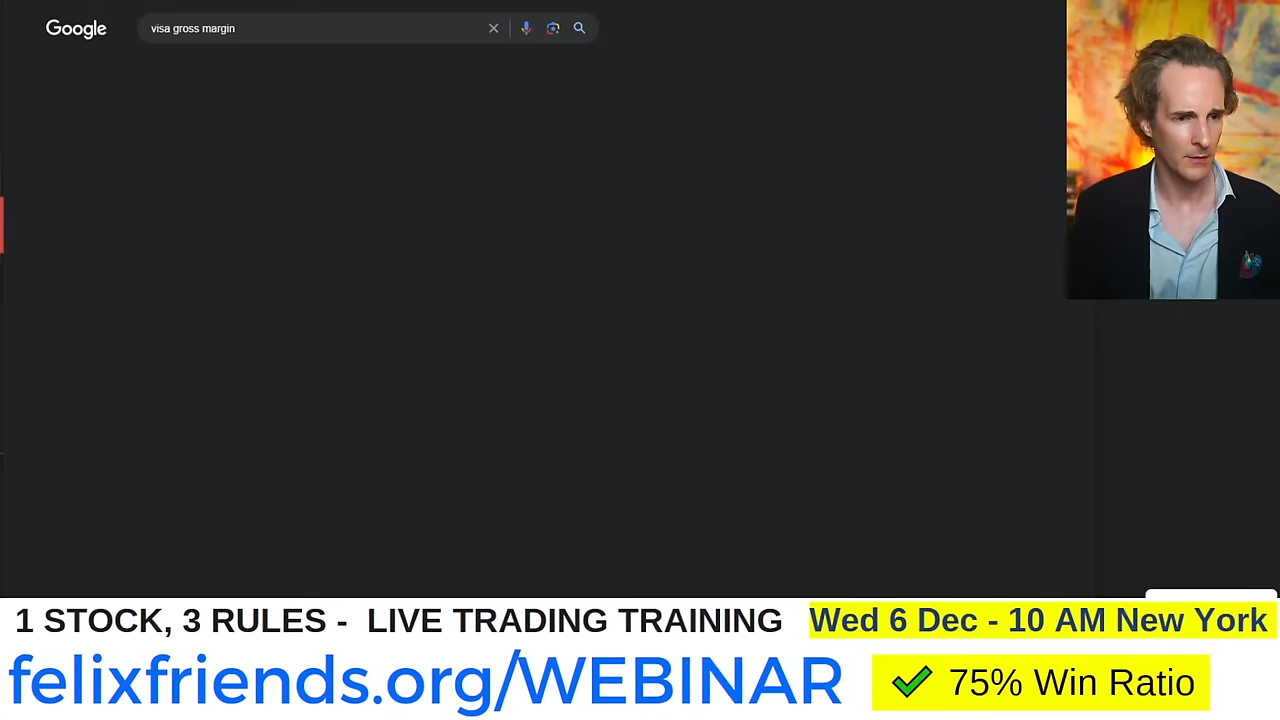 Google
visa gross margin
1 STOCK, 3 RULES - LIVE TRADING TRAINING
Wed 6 Dec - 10 AM New York
felixfriends.org/WEBINAR
75% Win Ratio